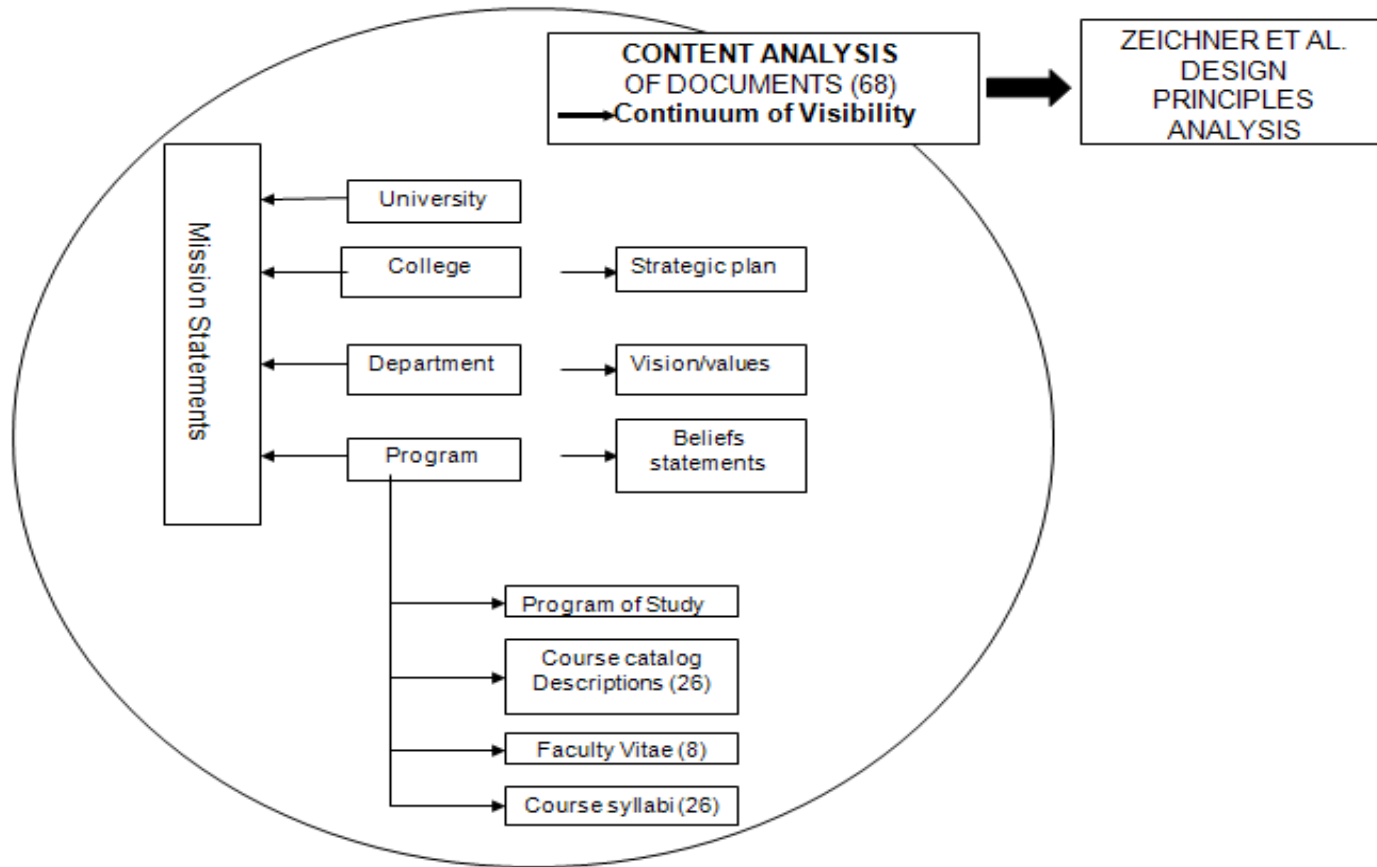 CONTENT ANALYSIS
OF DOCUMENTS (68)
Continuum of Visibility
ZEICHNER ET AL.
DESIGN
PRINCIPLES
ANALYSIS
Mission Statements
University
College
Strategic plan
Department
Vision/values
Program
Beliefs
statements
Program of Study
Course catalog
Descriptions (26)
Faculty Vitae (8)
Course syllabi (26)